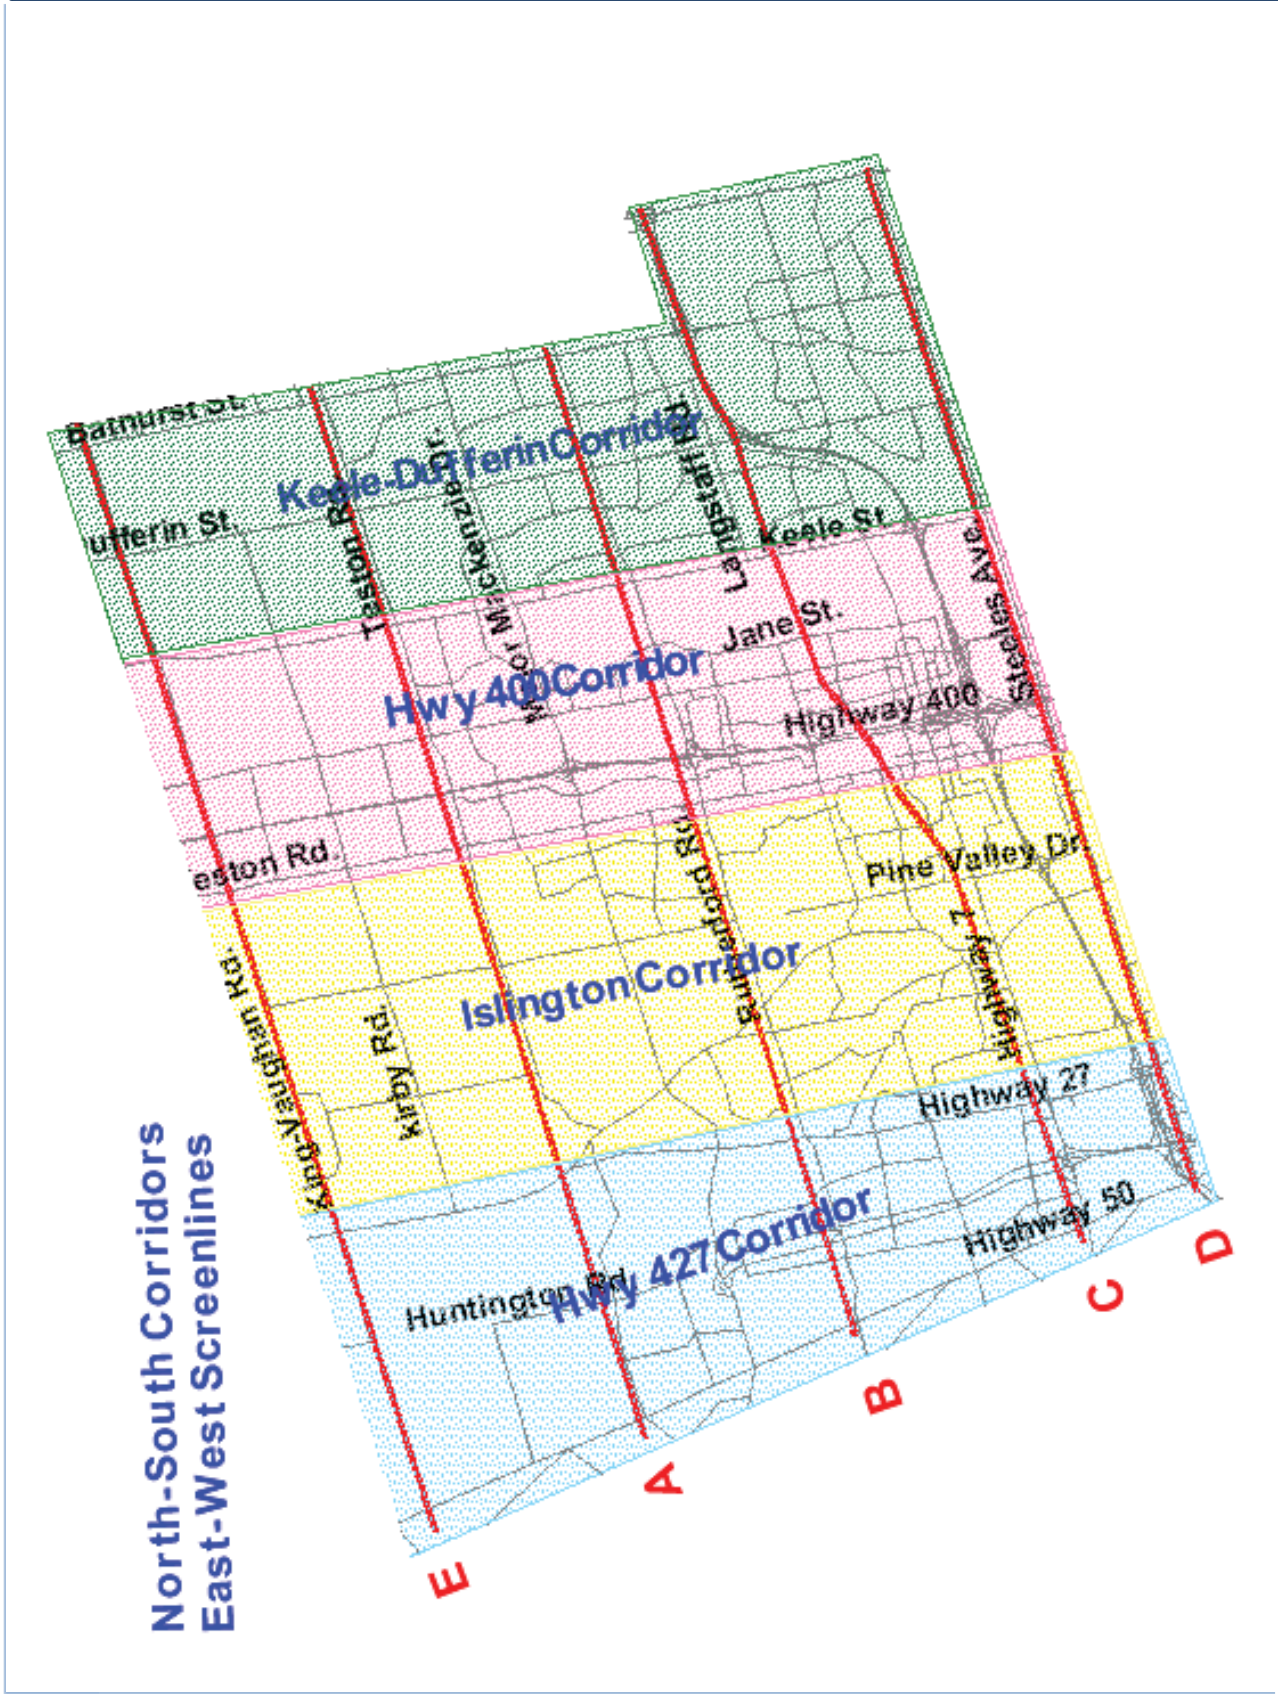 North-South Corridors
East-West Screenlines
Bathurst St.
ufferin St.
Teston Rd.
Major Mackenzie Dr.
Keele-Dufferin Corridor
Langstaff Rd.
Keele St.
Jane St.
Hwy 400 Corridor
Highway 400
Steeles Ave.
eston Rd.
Rutherford Rd.
Pine Valley Dr.
Islington Corridor
Highway 7
King-Vaughan Rd.
kirby Rd.
Highway 27
Hwy 427 Corridor
Highway 50
Huntington Rd.
E
A
B
C
D